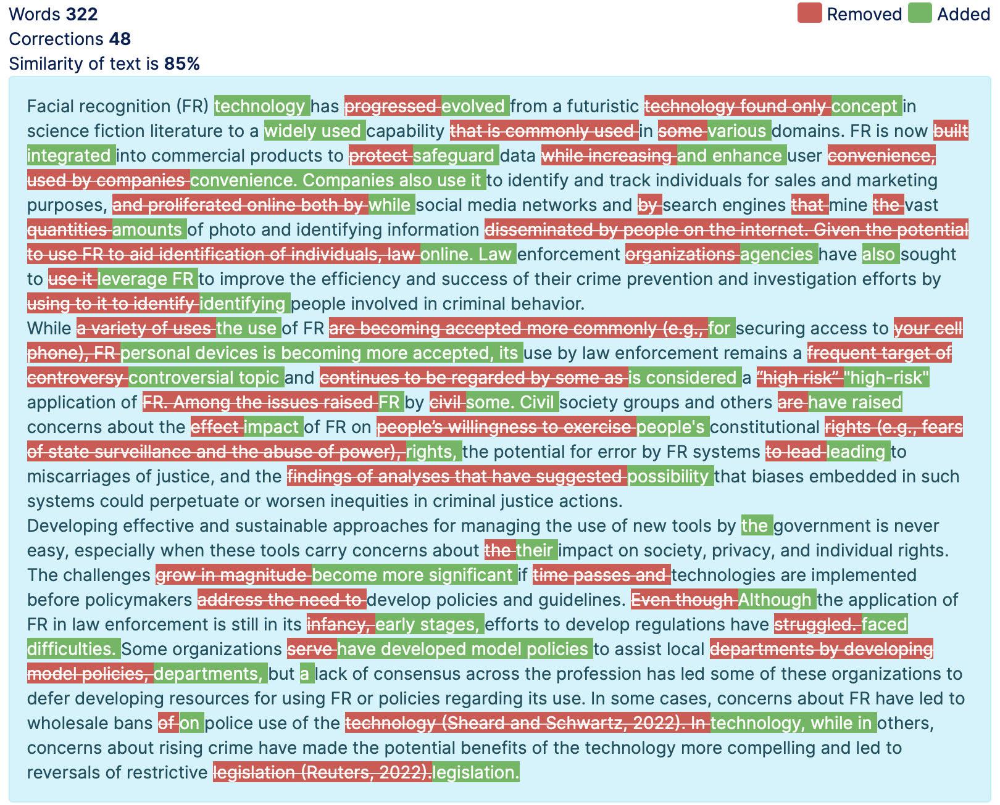 Words 322
Removed Added
Corrections 48
Similarity of text is 85%
Facial recognition (FR) technology has progressed evolved from a futuristic technology found only concept in
science fiction literature to a widely used capability that is commonly used in some various domains. FR is now built
integrated into commercial products to protect safeguard data while increasing and enhance user convenience,
used by companies convenience. Companies also use it to identify and track individuals for sales and marketing
purposes, and proliferated online both by while social media networks and by search engines that mine the vast
quantities amounts of photo and identifying information disseminated by people on the internet. Given the potential
to use FR to aid identification of individuals, law online. Law enforcement organizations agencies have also sought
to use it leverage FR to improve the efficiency and success of their crime prevention and investigation efforts by
using to it to identify identifying people involved in criminal behavior.
While a variety of uses the use of FR are becoming accepted more commonly (e.g., for securing access to your cell
phone), FR personal devices is becoming more accepted, its use by law enforcement remains a frequent target of
controversy controversial topic and continues to be regarded by some as is considered a “high risk” "high-risk"
application of FR. Among the issues raised FR by civil some. Civil society groups and others are have raised
concerns about the effect impact of FR on people’s willingness to exercise people's constitutional rights (e.g., fears
of state surveillance and the abuse of power), rights, the potential for error by FR systems to lead leading to
miscarriages of justice, and the findings of analyses that have suggested possibility that biases embedded in such
systems could perpetuate or worsen inequities in criminal justice actions.
Developing effective and sustainable approaches for managing the use of new tools by the government is never
easy, especially when these tools carry concerns about the their impact on society, privacy, and individual rights.
The challenges grow in magnitude become more significant if time passes and technologies are implemented
before policymakers address the need to develop policies and guidelines. Even though Although the application of
FR in law enforcement is still in its infancy, early stages, efforts to develop regulations have struggled. faced
difficulties. Some organizations serve have developed model policies to assist local departments by developing
model policies, departments, but a lack of consensus across the profession has led some of these organizations to
defer developing resources for using FR or policies regarding its use. In some cases, concerns about FR have led to
wholesale bans of on police use of the technology (Sheard and Schwartz, 2022). In technology, while in others,
concerns about rising crime have made the potential benefits of the technology more compelling and led to
reversals of restrictive legislation (Reuters, 2022). legislation.